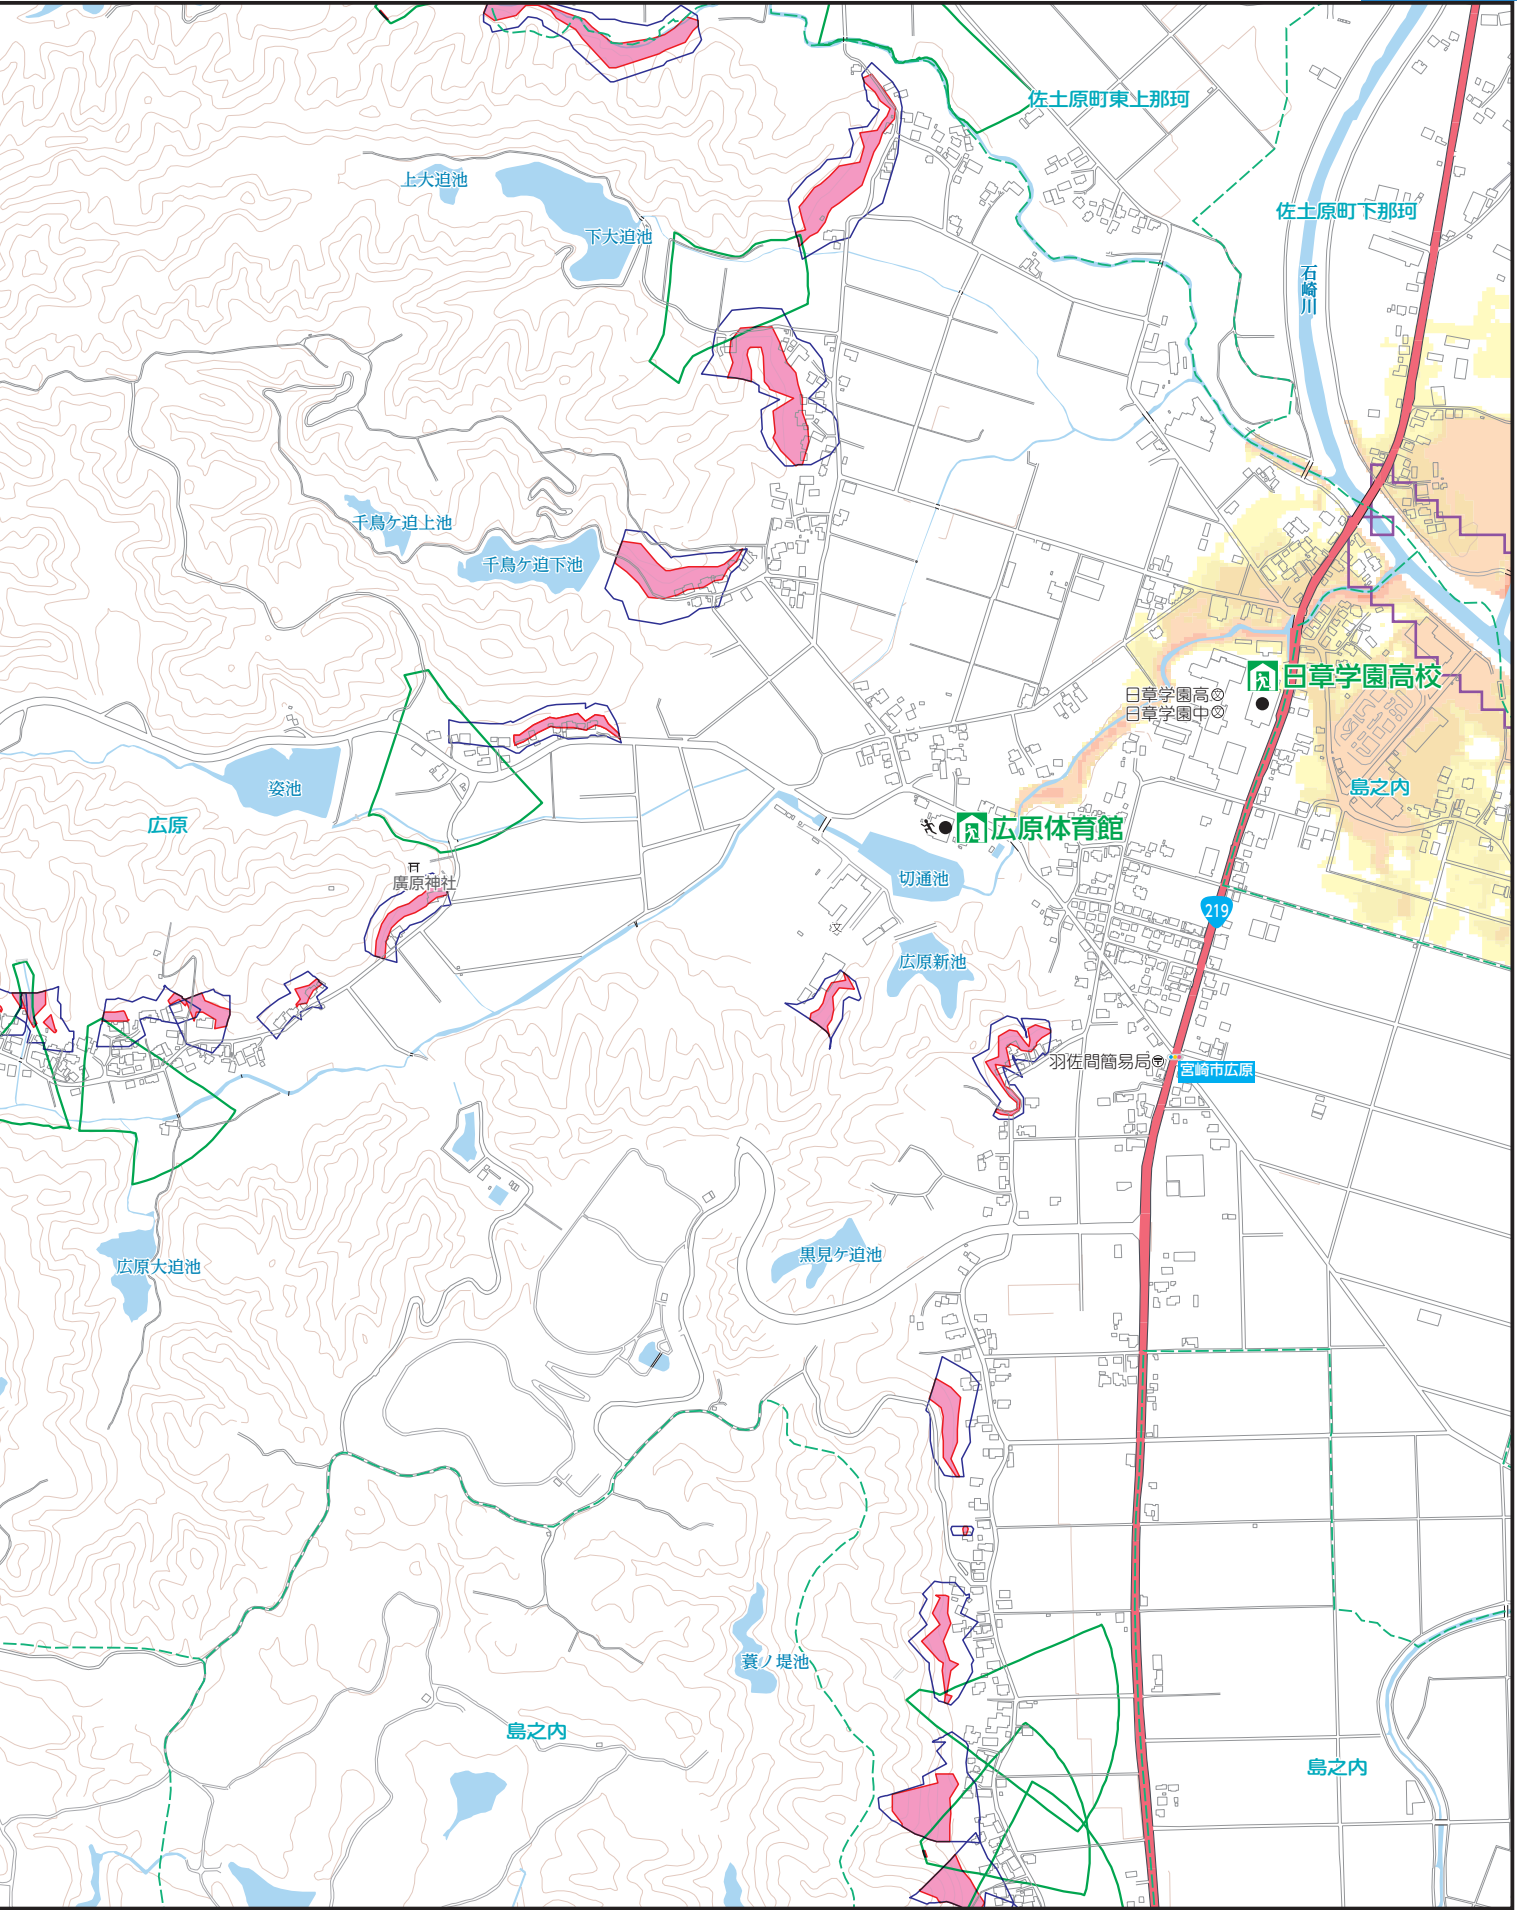 佐土原町東上那珂
上大迫池
佐土原町下那珂
下大迫池
石崎川
千鳥ケ迫上池
千鳥ケ迫下池
日章学園高校
日章学園高
日章学園中
姿池
島之内
広原
広原体育館
切通池
廣原神社
219
文
広原新池
羽佐間簡易局
宮崎市広原
黒見ケ迫池
広原大迫池
蓑ノ堤池
島之内
島之内